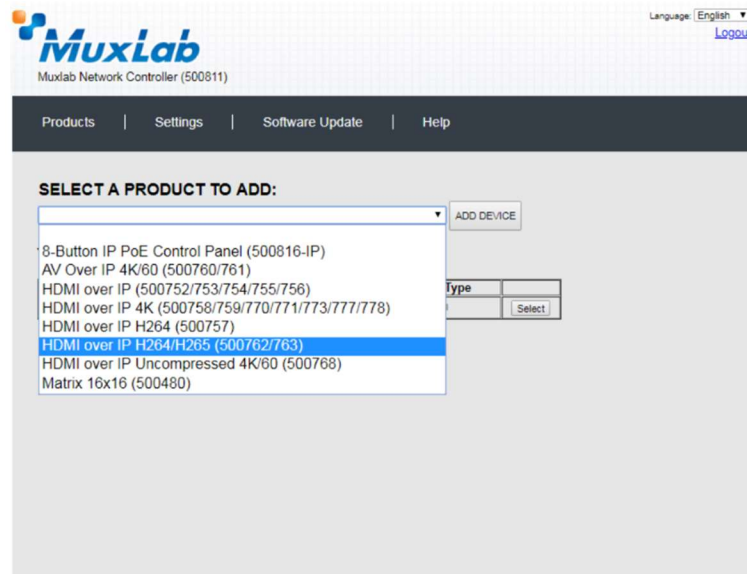 Language: English
Logou
MuxLab
Muxlab Network Controller (500811)
Products | Settings | Software Update | Help
SELECT A PRODUCT TO ADD:
ADD DEVICE
8-Button IP PoE Control Panel (500816-IP)
AV Over IP 4K/60 (500760/761)
HDMI over IP (500752/753/754/755/756)
Type
HDMI over IP 4K (500758/759/770/771/773/777/778)
Select
HDMI over IP H264 (500757)
HDMI over IP H264/H265 (500762/763)
HDMI over IP Uncompressed 4K/60 (500768)
Matrix 16x16 (500480)